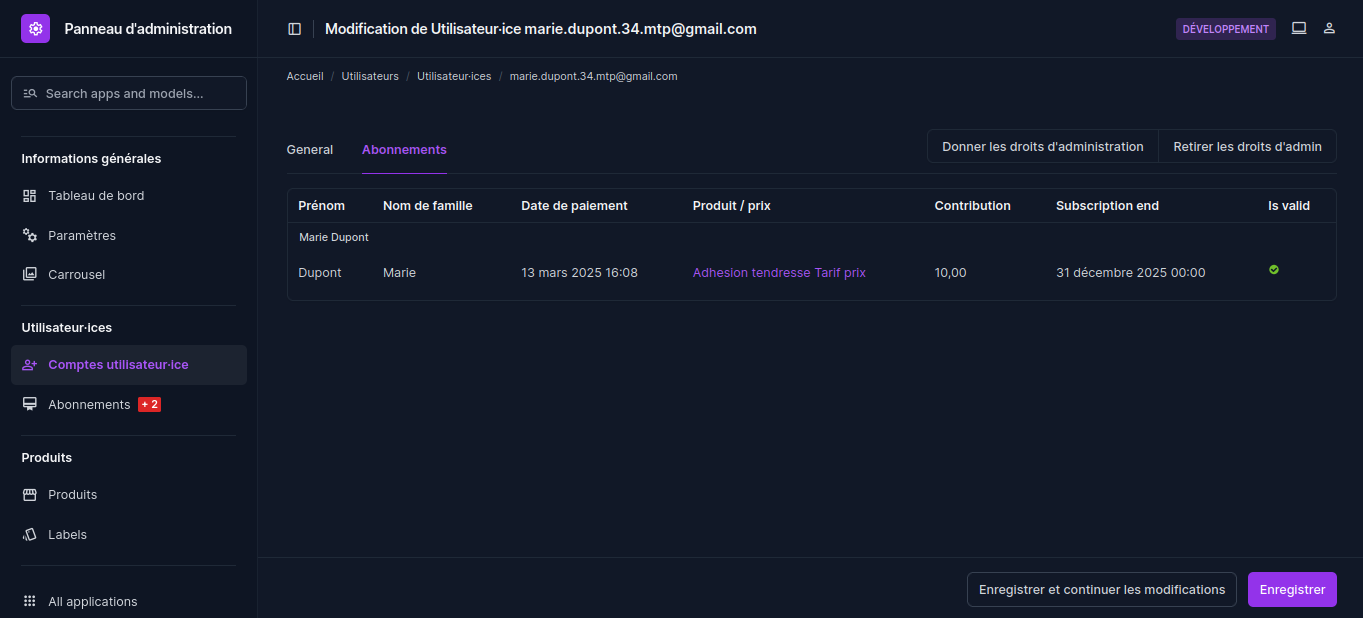 Panneau d'administration
Modification de Utilisateur·ice marie.dupont.34.mtp@gmail.com
DÉVELOPPEMENT
Search apps and models...
Accueil / Utilisateurs / Utilisateur·ices / marie.dupont.34.mtp@gmail.com
Informations générales
Tableau de bord
Paramètres
Carrousel
Utilisateur·ices
Comptes utilisateur·ice
Abonnements + 2
Produits
Produits
Labels
All applications
General Abonnements
Donner les droits d'administration Retirer les droits d'admin
Prénom Nom de famille Date de paiement Produit / prix Contribution Subscription end Is valid
Marie Dupont
Dupont Marie 13 mars 2025 16:08 Adhesion tendresse Tarif prix 10,00 31 décembre 2025 00:00
Enregistrer et continuer les modifications Enregistrer